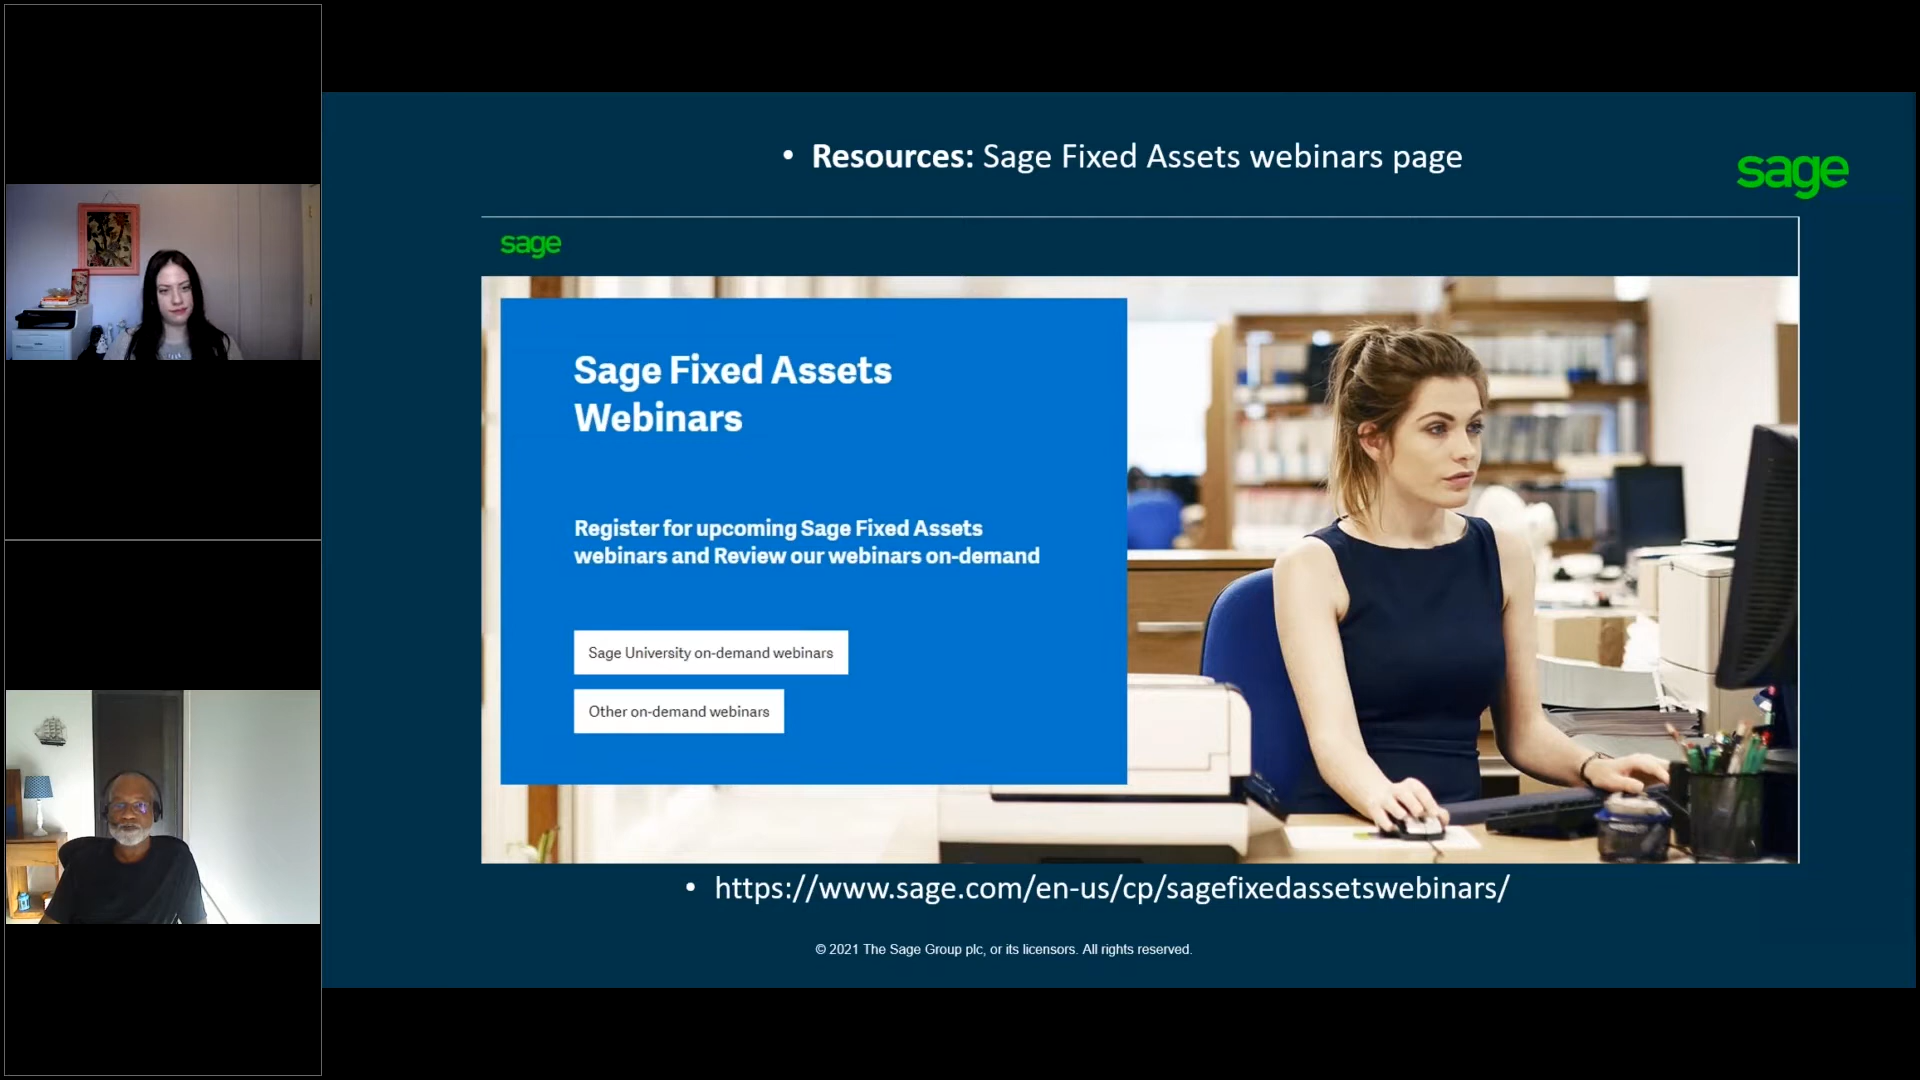 • Resources: Sage Fixed Assets webinars page
sage
sage
Sage Fixed Assets
Webinars
Register for upcoming Sage Fixed Assets
webinars and Review our webinars on-demand
Sage University on-demand webinars
Other on-demand webinars
• https://www.sage.com/en-us/cp/sagefixedassetswebinars/
© 2021 The Sage Group plc, or its licensors. All rights reserved.